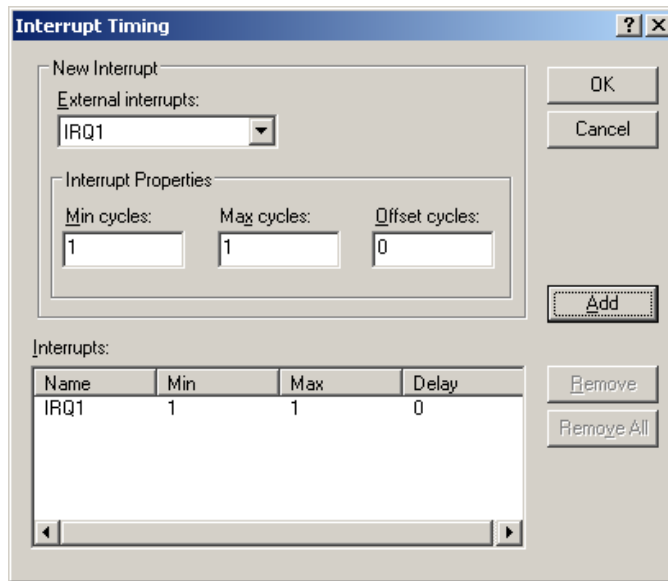 Interrupt Timing
New Interrupt
External interrupts:
IRQ1
Interrupt Properties
Min cycles: Max cycles: Offset cycles:
1 1 0
OK
Cancel
Add
Interrupts:
Name Min Max Delay
IRQ1 1 1 0
Remove
Remove All